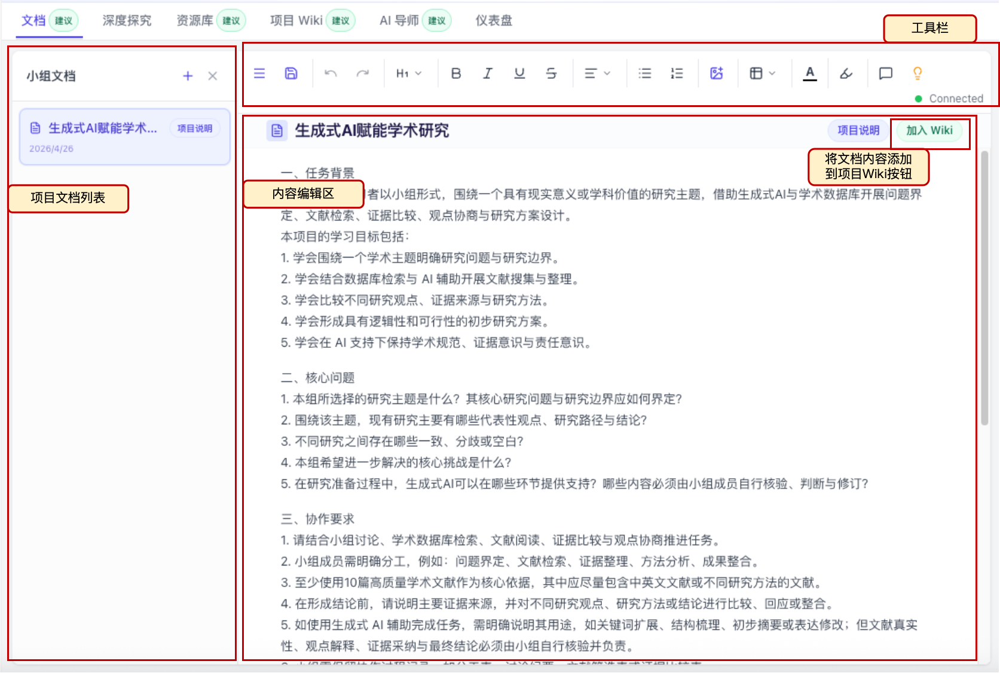 文档 建议 深度探究 资源库 建议 项目 Wiki 建议 AI 导师 建议 仪表盘
工具栏
小组文档
H1 B I U S A
Connected
生成式AI赋能学术... 项目说明
2026/4/26
项目文档列表
生成式AI赋能学术研究 项目说明 加入 Wiki
将文档内容添加
到项目Wiki按钮
一、任务背景
内容编辑区
者以小组形式，围绕一个具有现实意义或学科价值的研究主题，借助生成式AI与学术数据库开展问题界
定、文献检索、证据比较、观点协商与研究方案设计。
本项目的学习目标包括：
1. 学会围绕一个学术主题明确研究问题与研究边界。
2. 学会结合数据库检索与 AI 辅助开展文献搜集与整理。
3. 学会比较不同研究观点、证据来源与研究方法。
4. 学会形成具有逻辑性和可行性的初步研究方案。
5. 学会在 AI 支持下保持学术规范、证据意识与责任意识。
二、核心问题
1. 本组所选择的研究主题是什么？其核心研究问题与研究边界应如何界定？
2. 围绕该主题，现有研究主要有哪些代表性观点、研究路径与结论？
3. 不同研究之间存在哪些一致、分歧或空白？
4. 本组希望进一步解决的核心挑战是什么？
5. 在研究准备过程中，生成式AI可以在哪些环节提供支持？哪些内容必须由小组成员自行核验、判断与修订？
三、协作要求
1. 请结合小组讨论、学术数据库检索、文献阅读、证据比较与观点协商推进任务。
2. 小组成员需明确分工，例如：问题界定、文献检索、证据整理、方法分析、成果整合。
3. 至少使用10篇高质量学术文献作为核心依据，其中应尽量包含中英文文献或不同研究方法的文献。
4. 在形成结论前，请说明主要证据来源，并对不同研究观点、研究方法或结论进行比较、回应或整合。
5. 如使用生成式 AI 辅助完成任务，需明确说明其用途，如关键词扩展、结构梳理、初步摘要或表达修改；但文献真实
性、观点解释、证据采纳与最终结论必须由小组自行核验并负责。